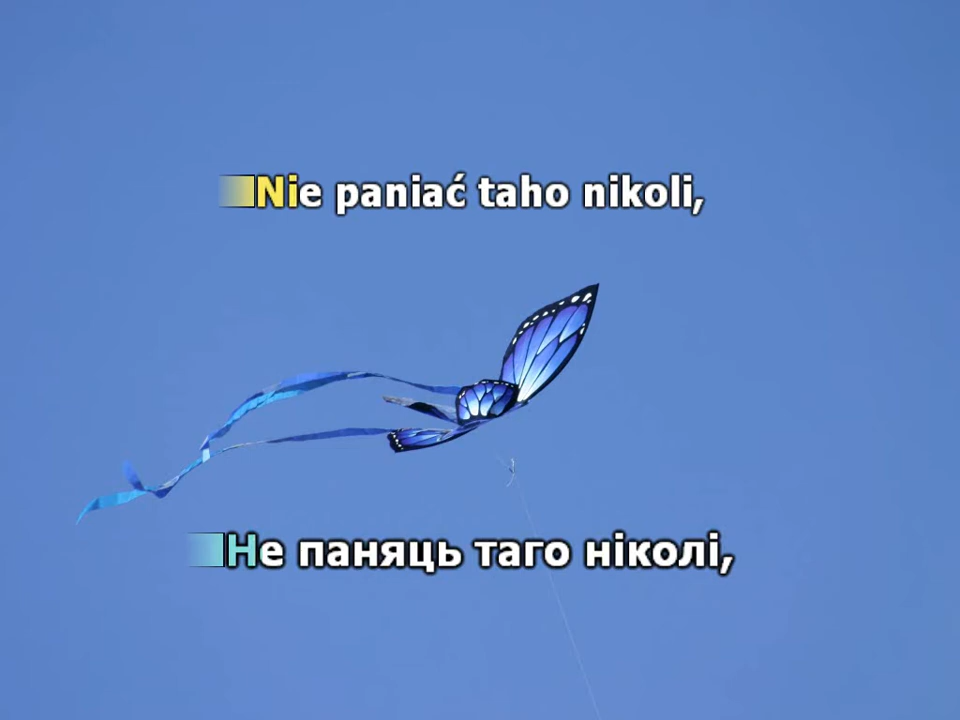 Nie paniać taho nikoli,
Не паняць таго ніколі,